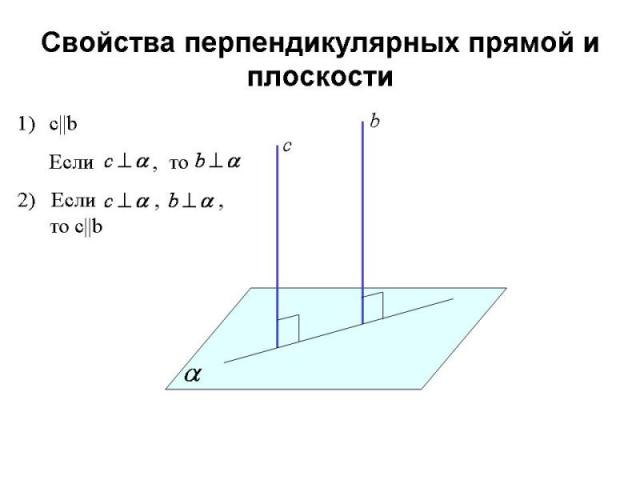 Свойства перпендикулярных прямой и
плоскости
1) c||b
Если c ⊥ α , то b ⊥ α
2) Если c ⊥ α , b ⊥ α ,
то c||b
c
b
α